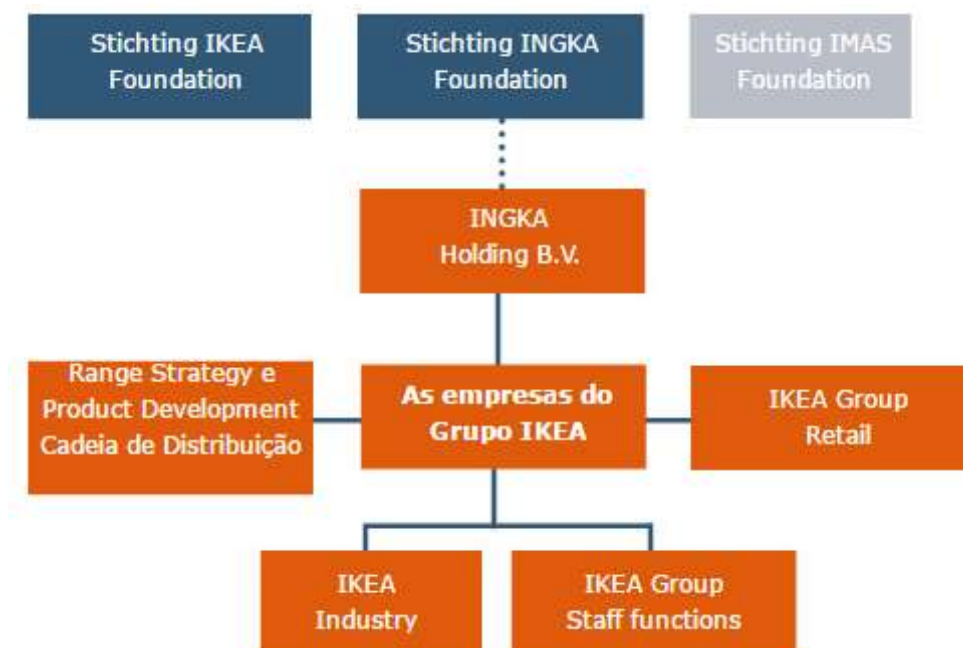 Stichting IKEA
Foundation
Stichting INGKA
Foundation
Stichting IMAS
Foundation
INGKA
Holding B.V.
Range Strategy e
Product Development
Cadeia de Distribuição
As empresas do
Grupo IKEA
IKEA Group
Retail
IKEA
Industry
IKEA Group
Staff functions